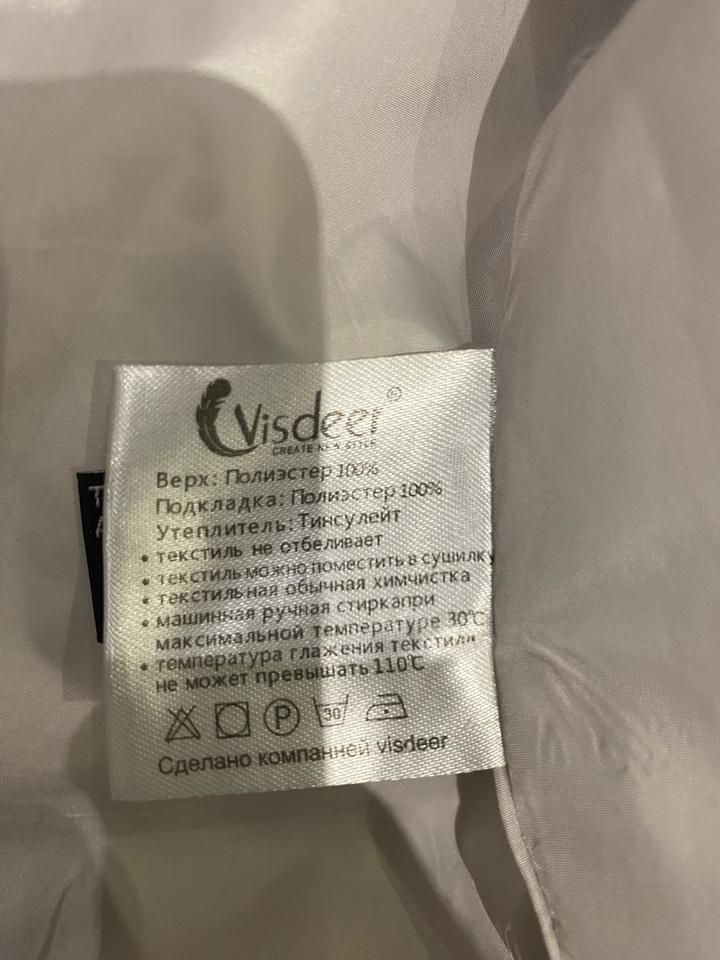 Visdeer®
CREATE NEW STYLE
Верх: Полиэстер 100%
Подкладка: Полиэстер 100%
Утеплитель: Тинсулейт
• текстиль не отбеливает
• текстиль можно поместить в сушилку
• текстильная обычная химчистка
• машинная ручная стиркапри
максимальной температуре 30℃
• температура глажения текстиля
не может превышать 110℃
P 30
Сделано компанией visdeer